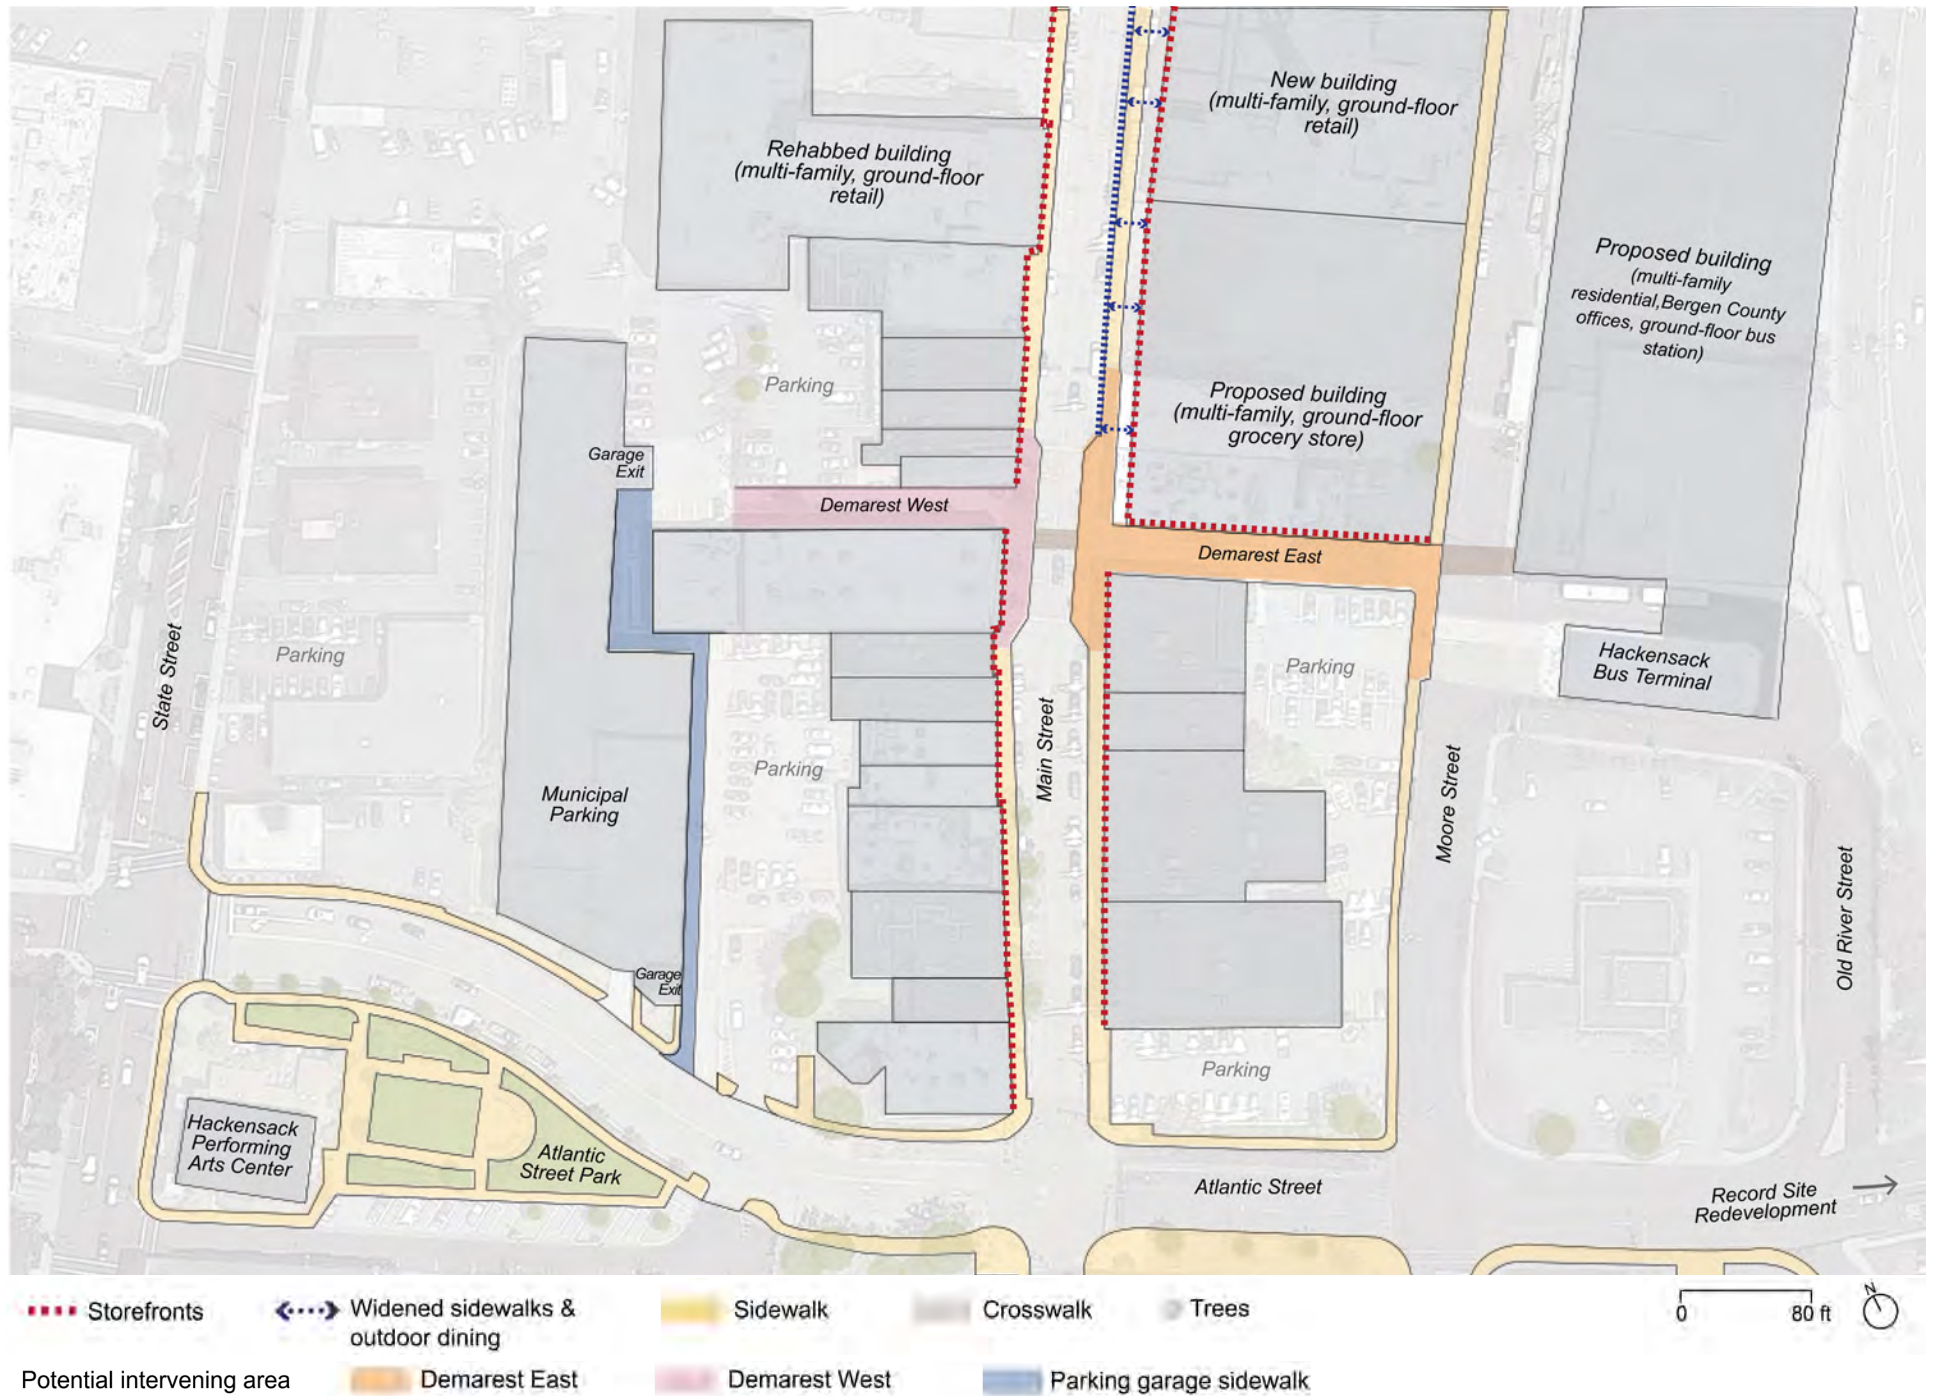 New building
(multi-family, ground-floor
retail)
Rehabbed building
(multi-family, ground-floor
retail)
Proposed building
(multi-family
residential,Bergen County
offices, ground-floor bus
station)
Parking
Proposed building
(multi-family, ground-floor
grocery store)
Garage
Exit
Demarest West
Demarest East
State Street
Parking
Parking
Hackensack
Bus Terminal
Main Street
Parking
Municipal
Parking
Moore Street
Old River Street
Garage
Exit
Parking
Hackensack
Performing
Arts Center
Atlantic
Street Park
Atlantic Street
Record Site
Redevelopment
Storefronts
Widened sidewalks &
outdoor dining
Sidewalk
Crosswalk
Trees
0 80 ft
N
Potential intervening area
Demarest East
Demarest West
Parking garage sidewalk